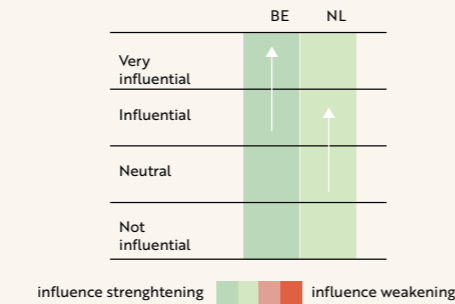 BE NL
Very
influential
Influential
Neutral
Not
influential
influence strenghtening influence weakening